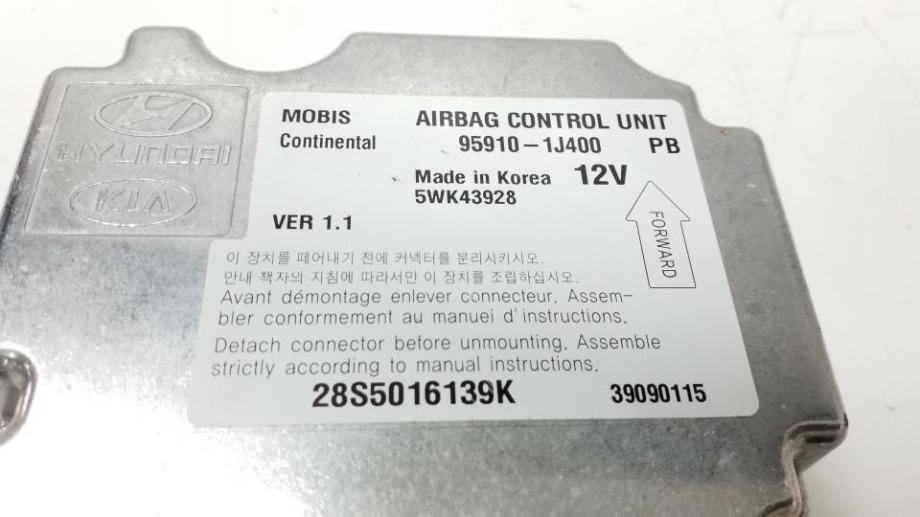 HYUNDAI
KIA
MOBIS AIRBAG CONTROL UNIT
Continental 95910-1J400 PB
Made in Korea 12V
5WK43928
VER 1.1
FORWARD
이 장치를 떼어내기 전에 커넥터를 분리시키시오.
안내 책자의 지침에 따라서만 이 장치를 조립하십시오.
Avant démontage enlever connecteur. Assem-
bler conformement au manuei d'instructions.
Detach connector before unmounting. Assemble
strictly according to manual instructions.
28S5016139K 39090115